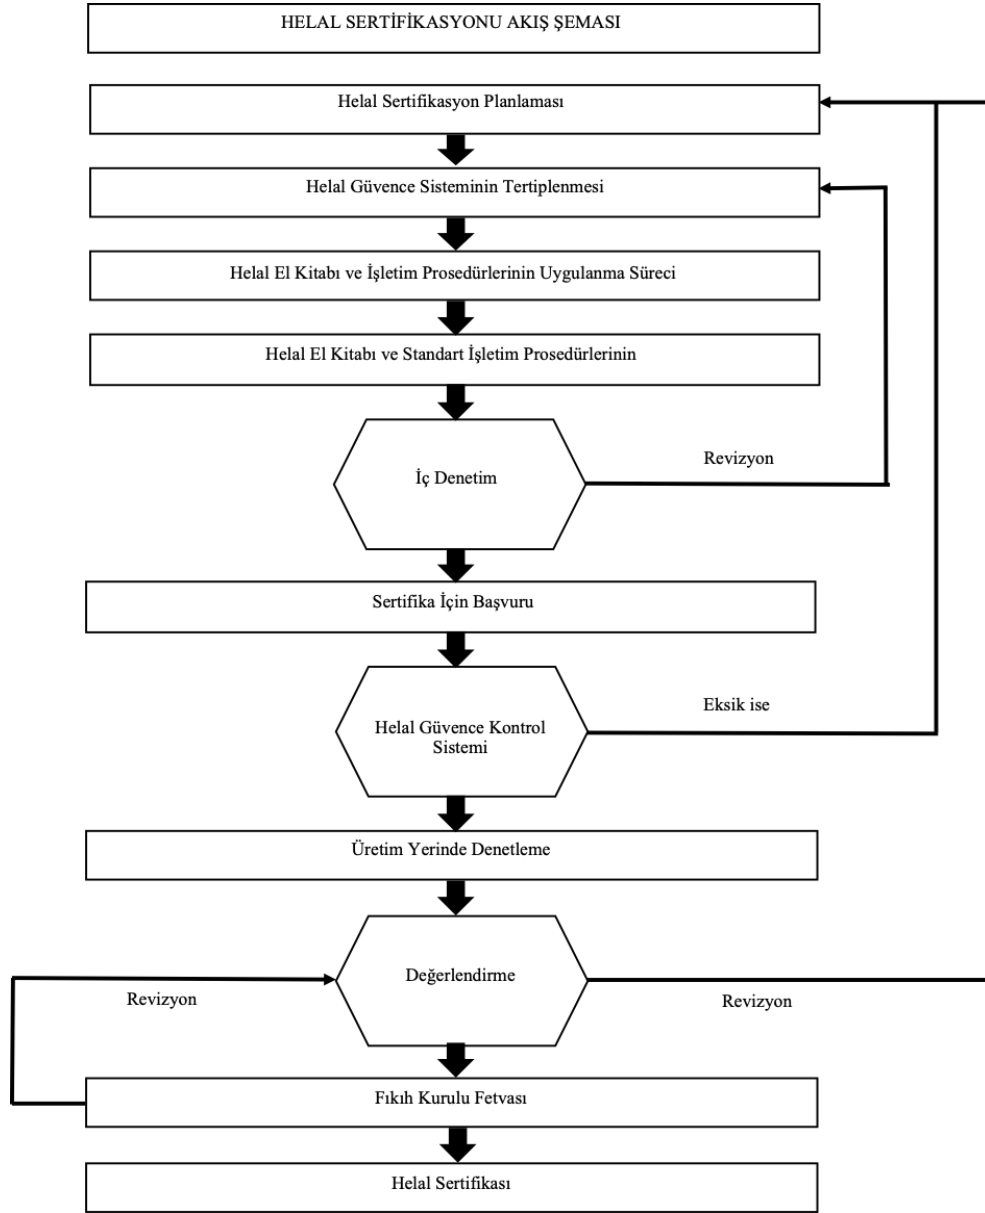 HELAL SERTİFİKASYONU AKIŞ ŞEMASI
Helal Sertifikasyon Planlaması
Helal Güvence Sisteminin Tertiplenmesi
Helal El Kitabı ve İşletim Prosedürlerinin Uygulanma Süreci
Helal El Kitabı ve Standart İşletim Prosedürlerinin
İç Denetim
Revizyon
Sertifika İçin Başvuru
Helal Güvence Kontrol
Sistemi
Eksik ise
Üretim Yerinde Denetleme
Değerlendirme
Revizyon
Revizyon
Fıkıh Kurulu Fetvası
Helal Sertifikası